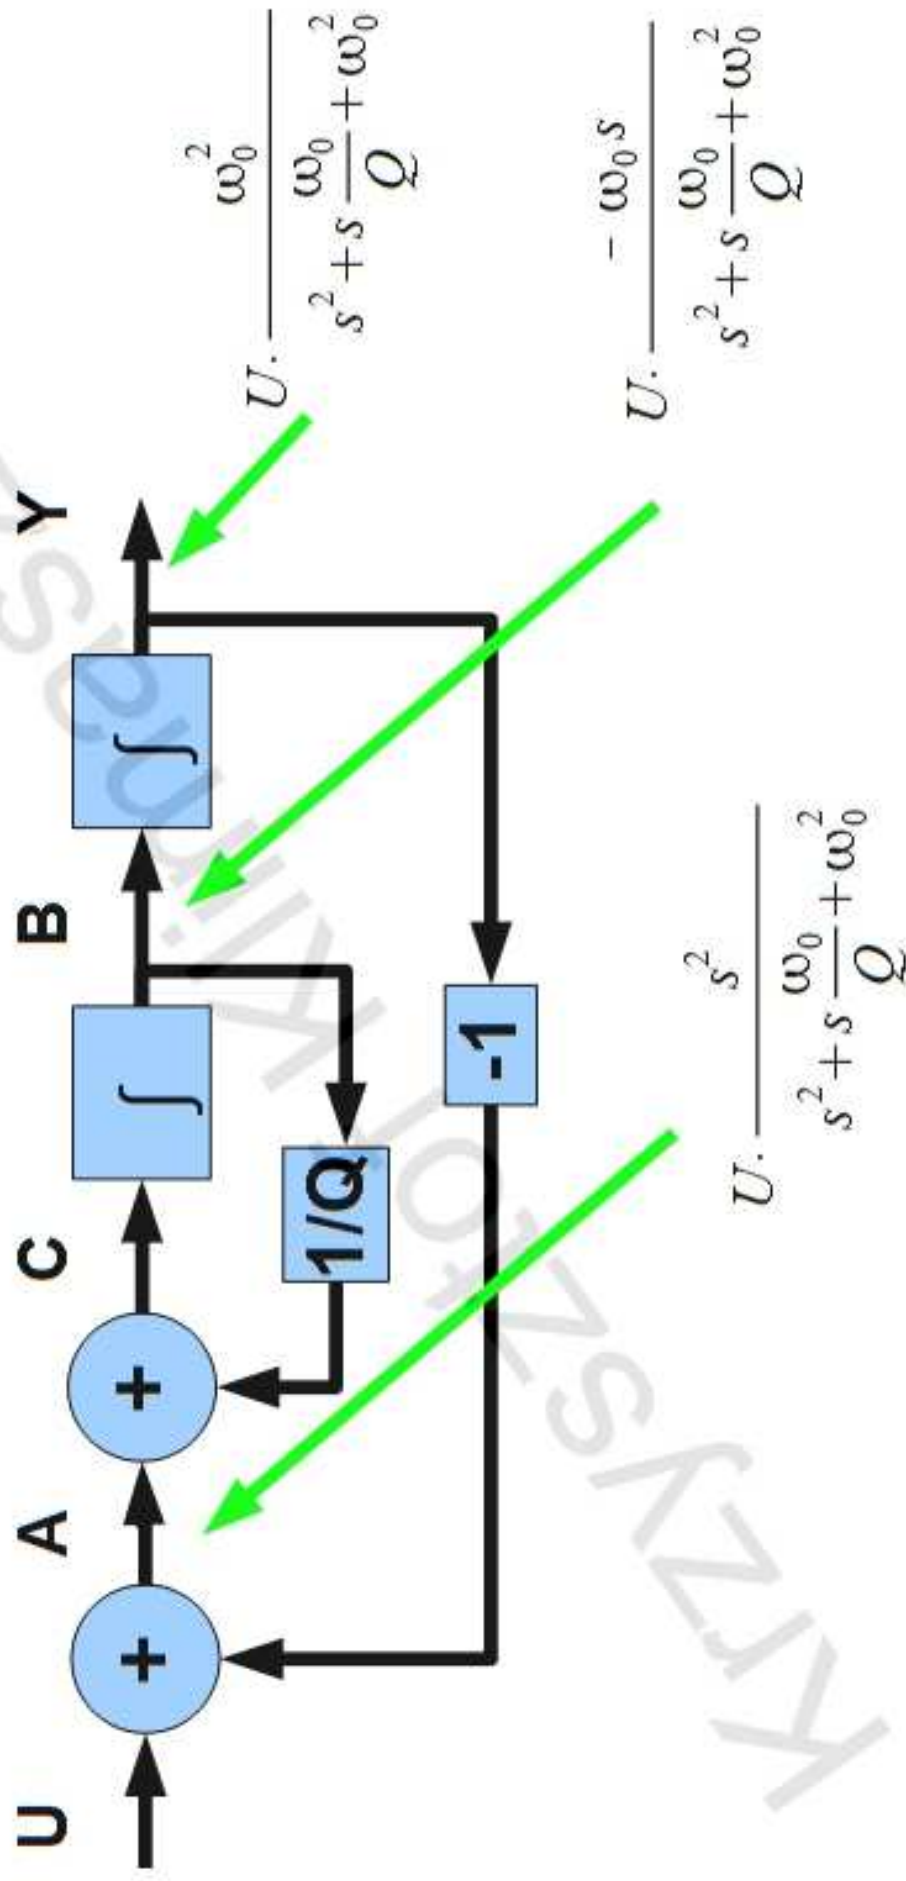 U A C B Y
+ + ∫ ∫
1/Q
-1
U· ω₀² / (s² + s ω₀/Q + ω₀²)
U· − ω₀ s / (s² + s ω₀/Q + ω₀²)
U· s² / (s² + s ω₀/Q + ω₀²)